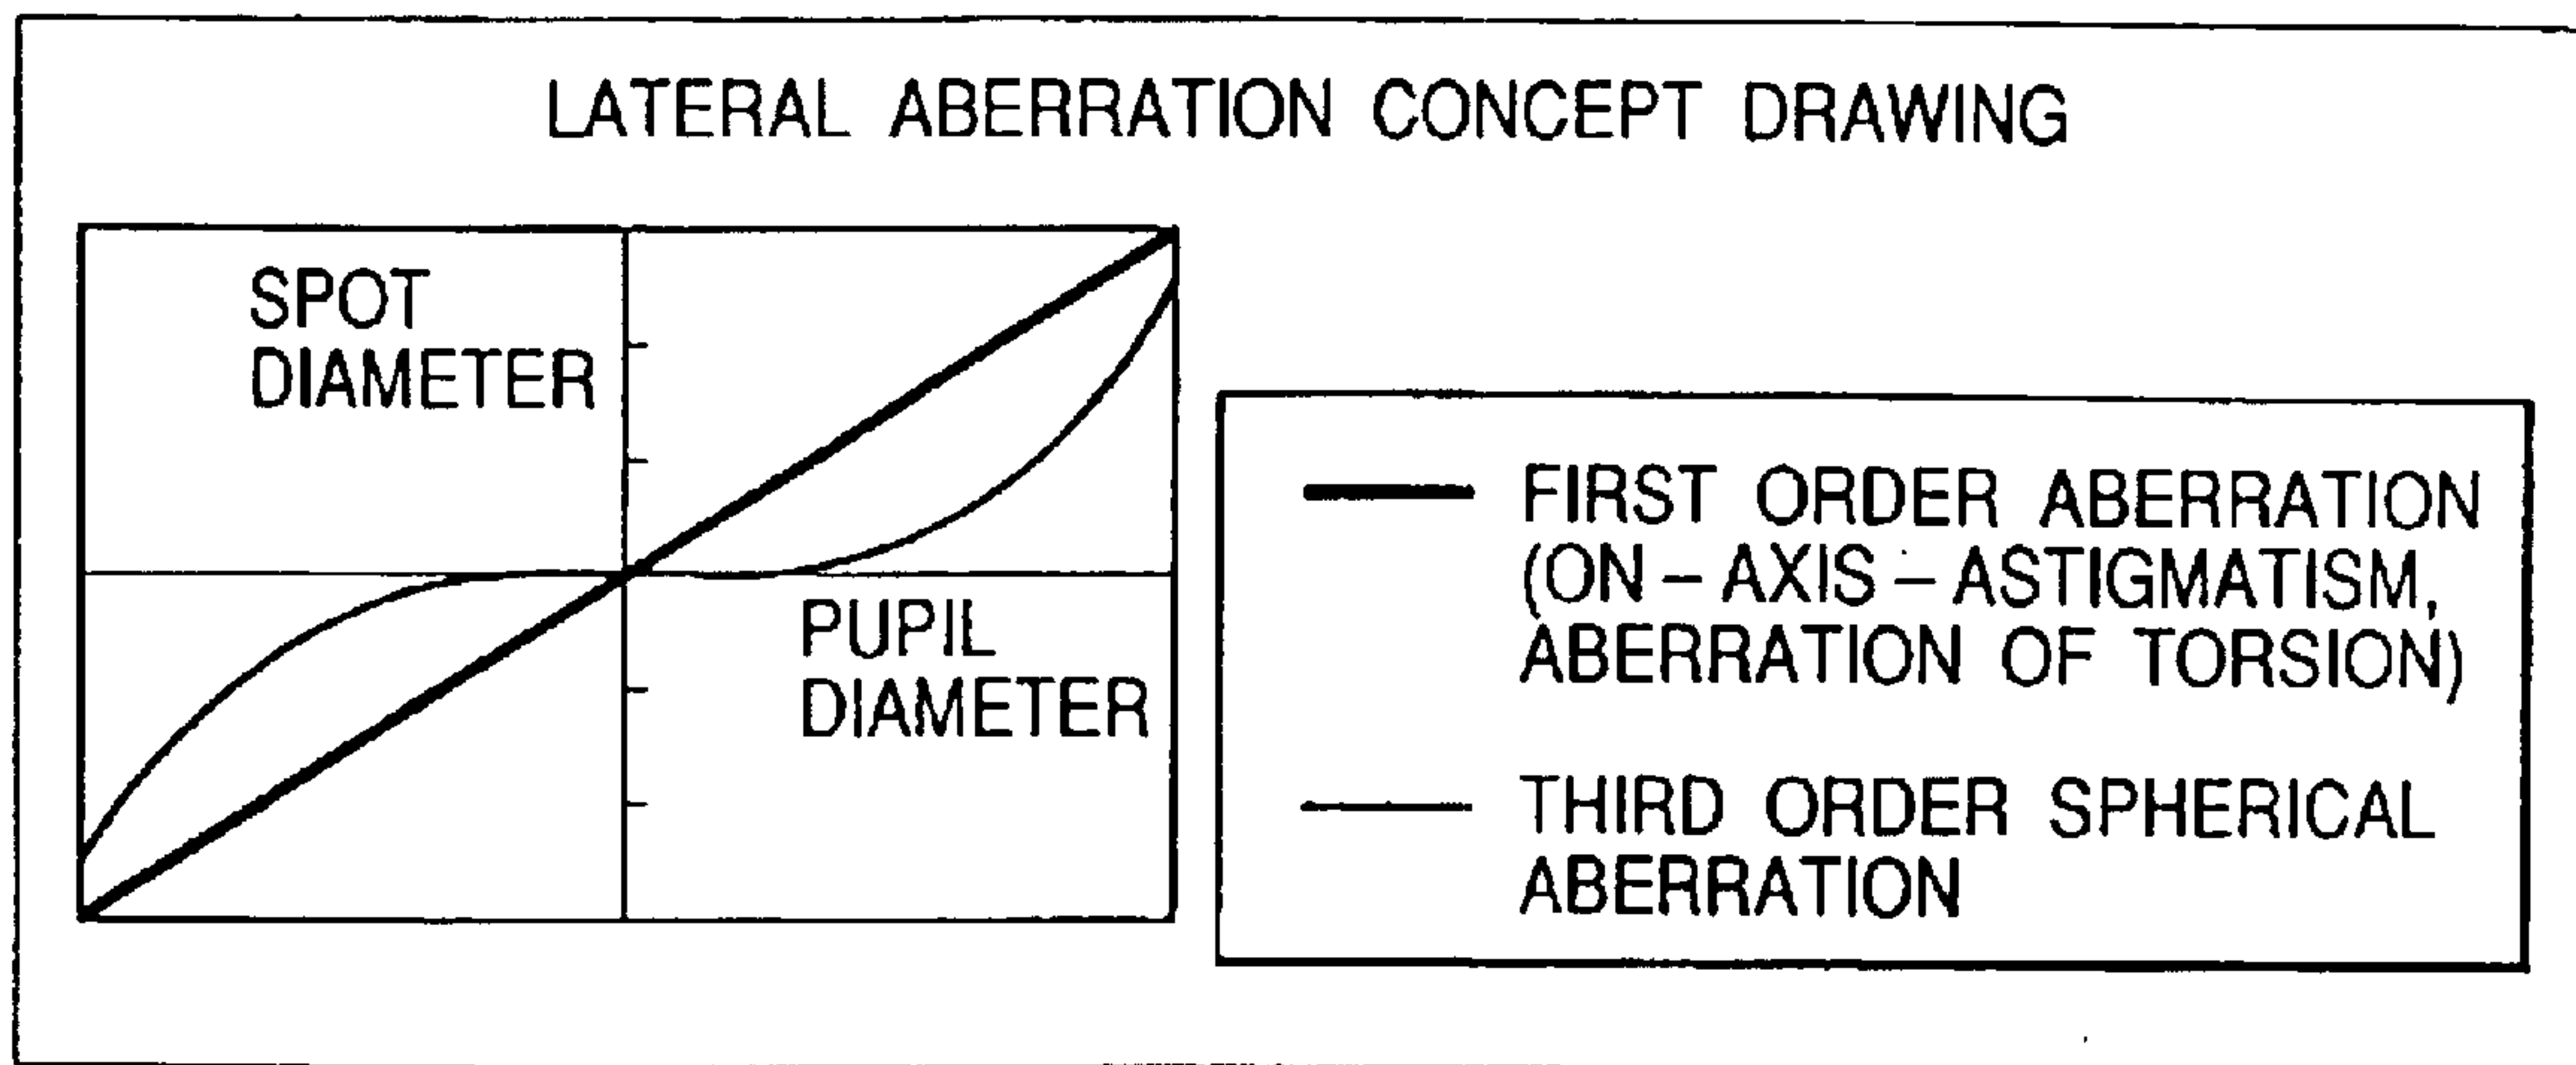 LATERAL ABERRATION CONCEPT DRAWING
SPOT
DIAMETER
PUPIL
DIAMETER
FIRST ORDER ABERRATION
(ON – AXIS – ASTIGMATISM,
ABERRATION OF TORSION)
THIRD ORDER SPHERICAL
ABERRATION